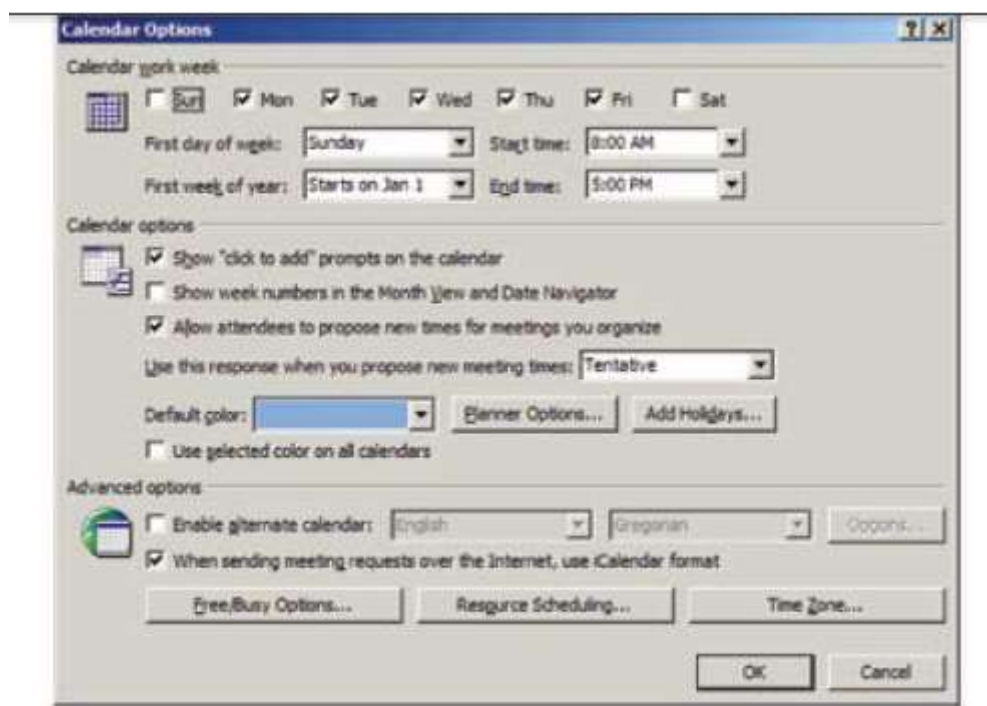 Calendar Options
Calendar work week
Sun Mon Tue Wed Thu Fri Sat
First day of week: Sunday Start time: 8:00 AM
First week of year: Starts on Jan 1 End time: 5:00 PM
Calendar options
Show "click to add" prompts on the calendar
Show week numbers in the Month View and Date Navigator
Allow attendees to propose new times for meetings you organize
Use this response when you propose new meeting times: Tentative
Default color: Planner Options... Add Holidays...
Use selected color on all calendars
Advanced options
Enable alternate calendar: English Gregorian Options...
When sending meeting requests over the Internet, use iCalendar format
Free/Busy Options... Resource Scheduling... Time Zone...
OK Cancel